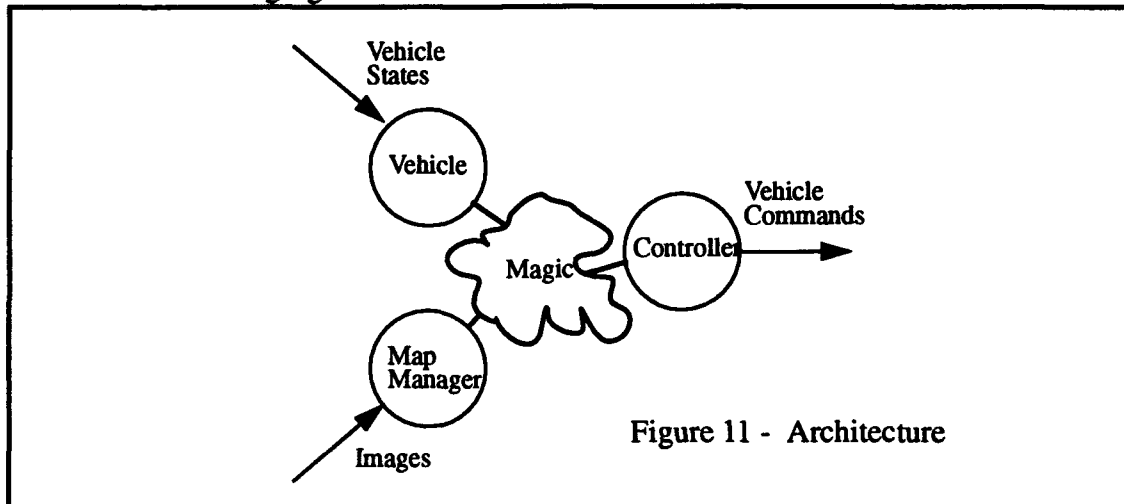 Vehicle
States
Vehicle
Vehicle
Commands
Controller
Magic
Map
Manager
Images
Figure 11 - Architecture